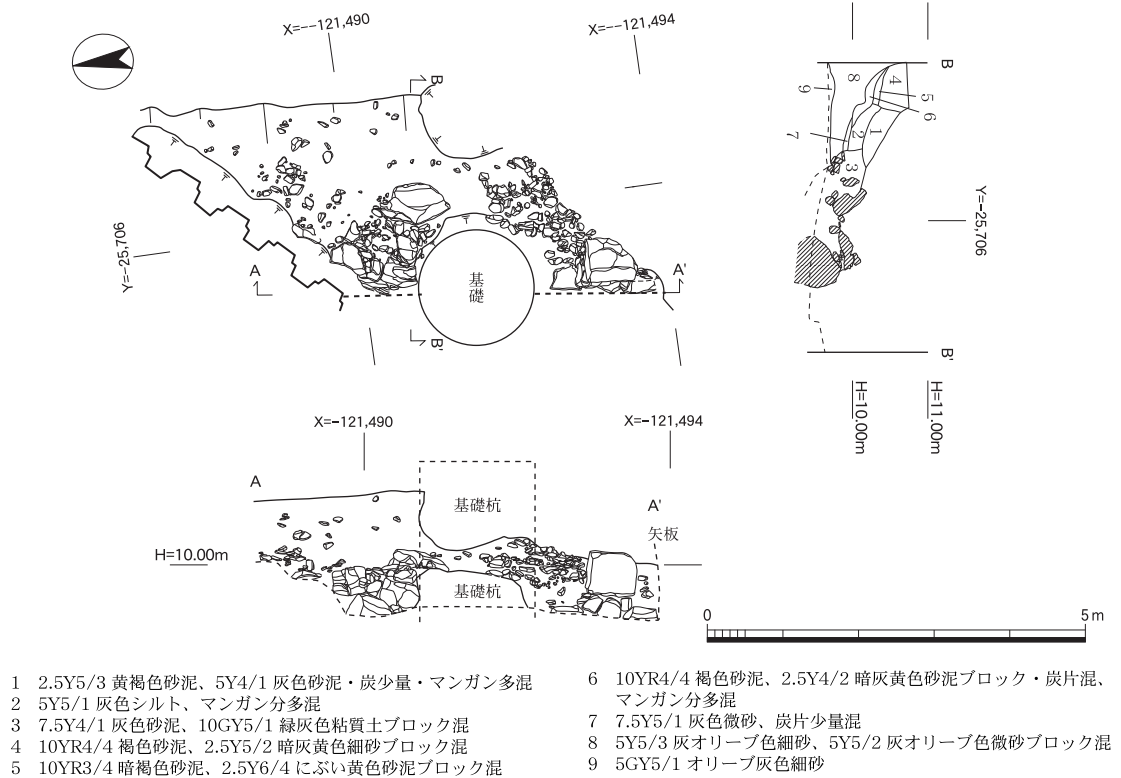 X=--121,490
X=--121,494
B
B
4
8
5
9
6
1
2
7
3
Y=--25,706
Y=-25,706
A
A'
基礎
B'
B'
H=10.00m
H=11.00m
X=-121,490
X=-121,494
A
基礎杭
A'
矢板
H=10.00m
基礎杭
0
5m
1 2.5Y5/3 黄褐色砂泥、5Y4/1 灰色砂泥・炭少量・マンガン多混
2 5Y5/1 灰色シルト、マンガン分多混
3 7.5Y4/1 灰色砂泥、10GY5/1 緑灰色粘質土ブロック混
4 10YR4/4 褐色砂泥、2.5Y5/2 暗灰黄色細砂ブロック混
5 10YR3/4 暗褐色砂泥、2.5Y6/4 にぶい黄色砂泥ブロック混
6 10YR4/4 褐色砂泥、2.5Y4/2 暗灰黄色砂泥ブロック・炭片混、
マンガン分多混
7 7.5Y5/1 灰色微砂、炭片少量混
8 5Y5/3 灰オリーブ色細砂、5Y5/2 灰オリーブ色微砂ブロック混
9 5GY5/1 オリーブ灰色細砂